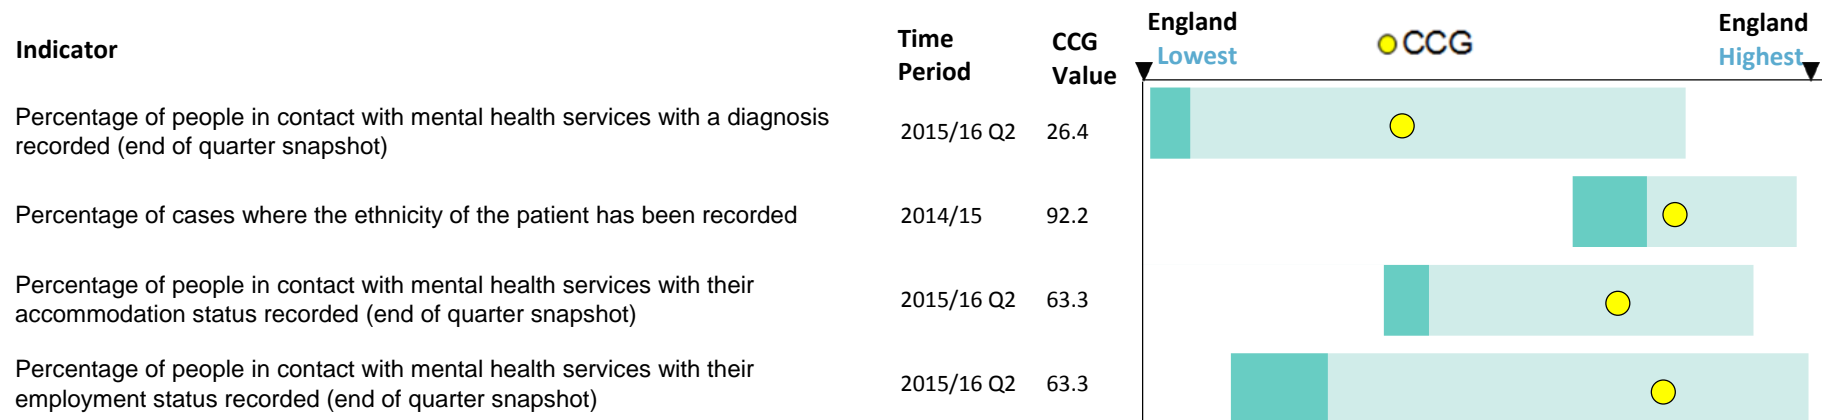 Indicator
Time Period
CCG Value
England Lowest
CCG
England Highest
Percentage of people in contact with mental health services with a diagnosis
recorded (end of quarter snapshot)
2015/16 Q2
26.4
Percentage of cases where the ethnicity of the patient has been recorded
2014/15
92.2
Percentage of people in contact with mental health services with their
accommodation status recorded (end of quarter snapshot)
2015/16 Q2
63.3
Percentage of people in contact with mental health services with their
employment status recorded (end of quarter snapshot)
2015/16 Q2
63.3